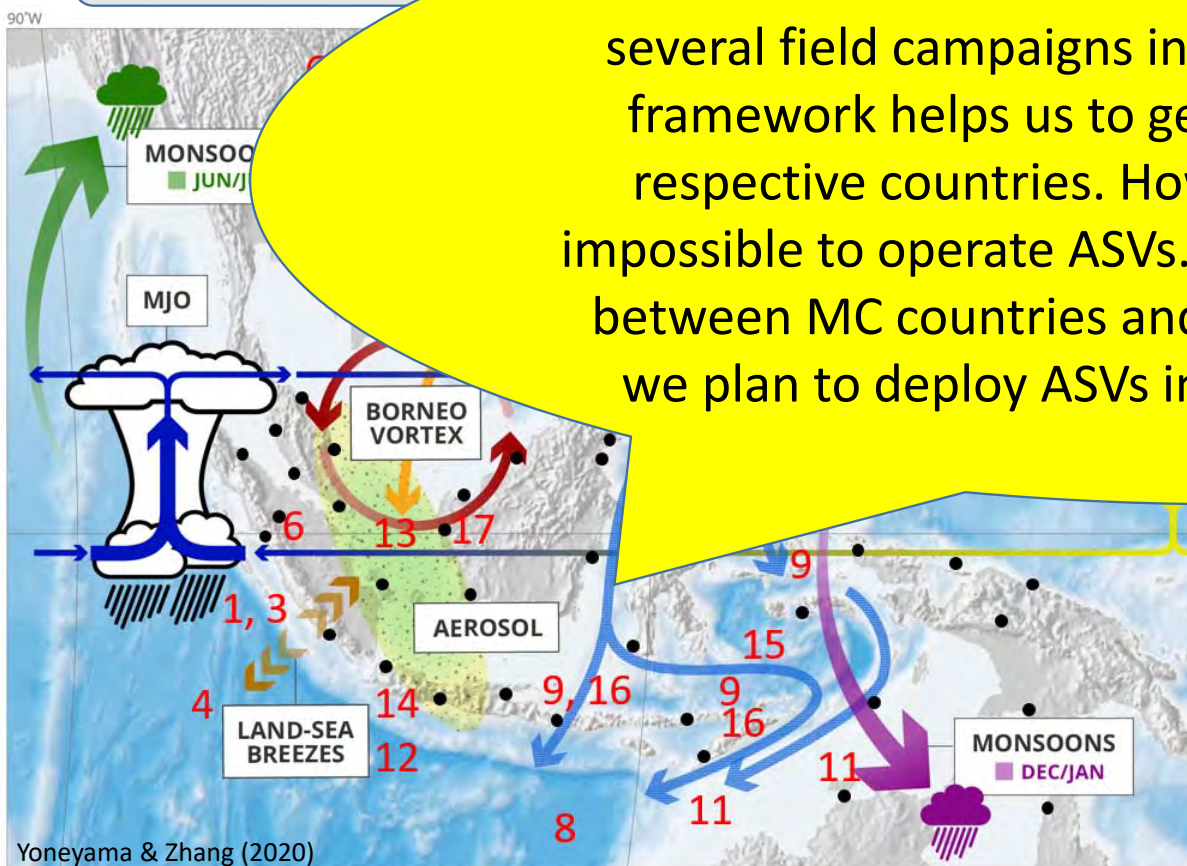 90°W
several field campaigns in
framework helps us to ge
respective countries. Ho
impossible to operate ASVs.
between MC countries and
we plan to deploy ASVs in
MONSOO
JUN/J
MJO
BORNEO
VORTEX
6
13
17
9
1, 3
AEROSOL
15
4
14
9, 16
9
16
LAND-SEA
BREEZES
12
MONSOONS
DEC/JAN
11
11
8
Yoneyama & Zhang (2020)